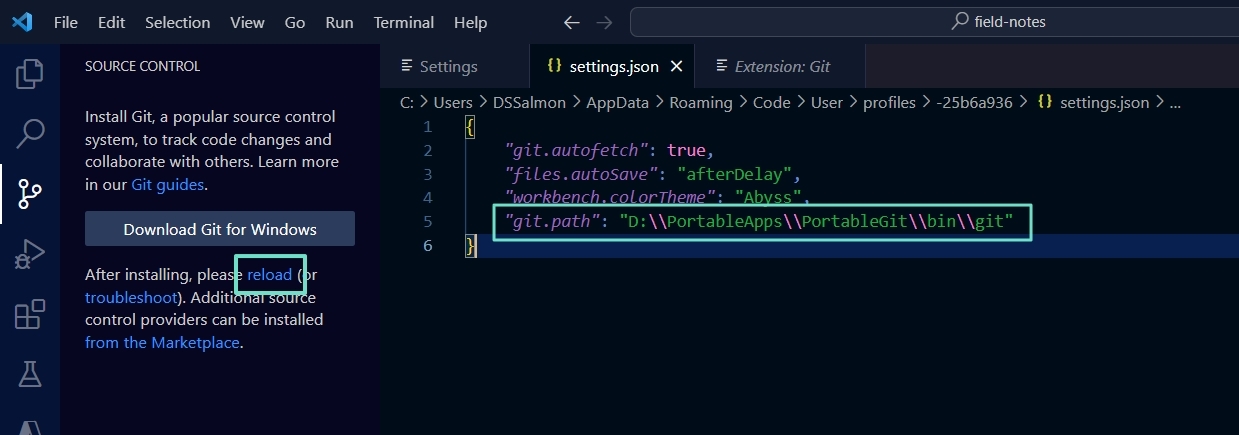 File Edit Selection View Go Run Terminal Help field-notes
SOURCE CONTROL
Install Git, a popular source control
system, to track code changes and
collaborate with others. Learn more
in our Git guides.
Download Git for Windows
After installing, please reload (or
troubleshoot). Additional source
control providers can be installed
from the Marketplace.
Settings {} settings.json × Extension: Git
C: > Users > DSSalmon > AppData > Roaming > Code > User > profiles > -25b6a936 > {} settings.json > ...
1 {
2 "git.autofetch": true,
3 "files.autoSave": "afterDelay",
4 "workbench.colorTheme": "Abyss",
5 "git.path": "D:\\PortableApps\\PortableGit\\bin\\git"
6 }